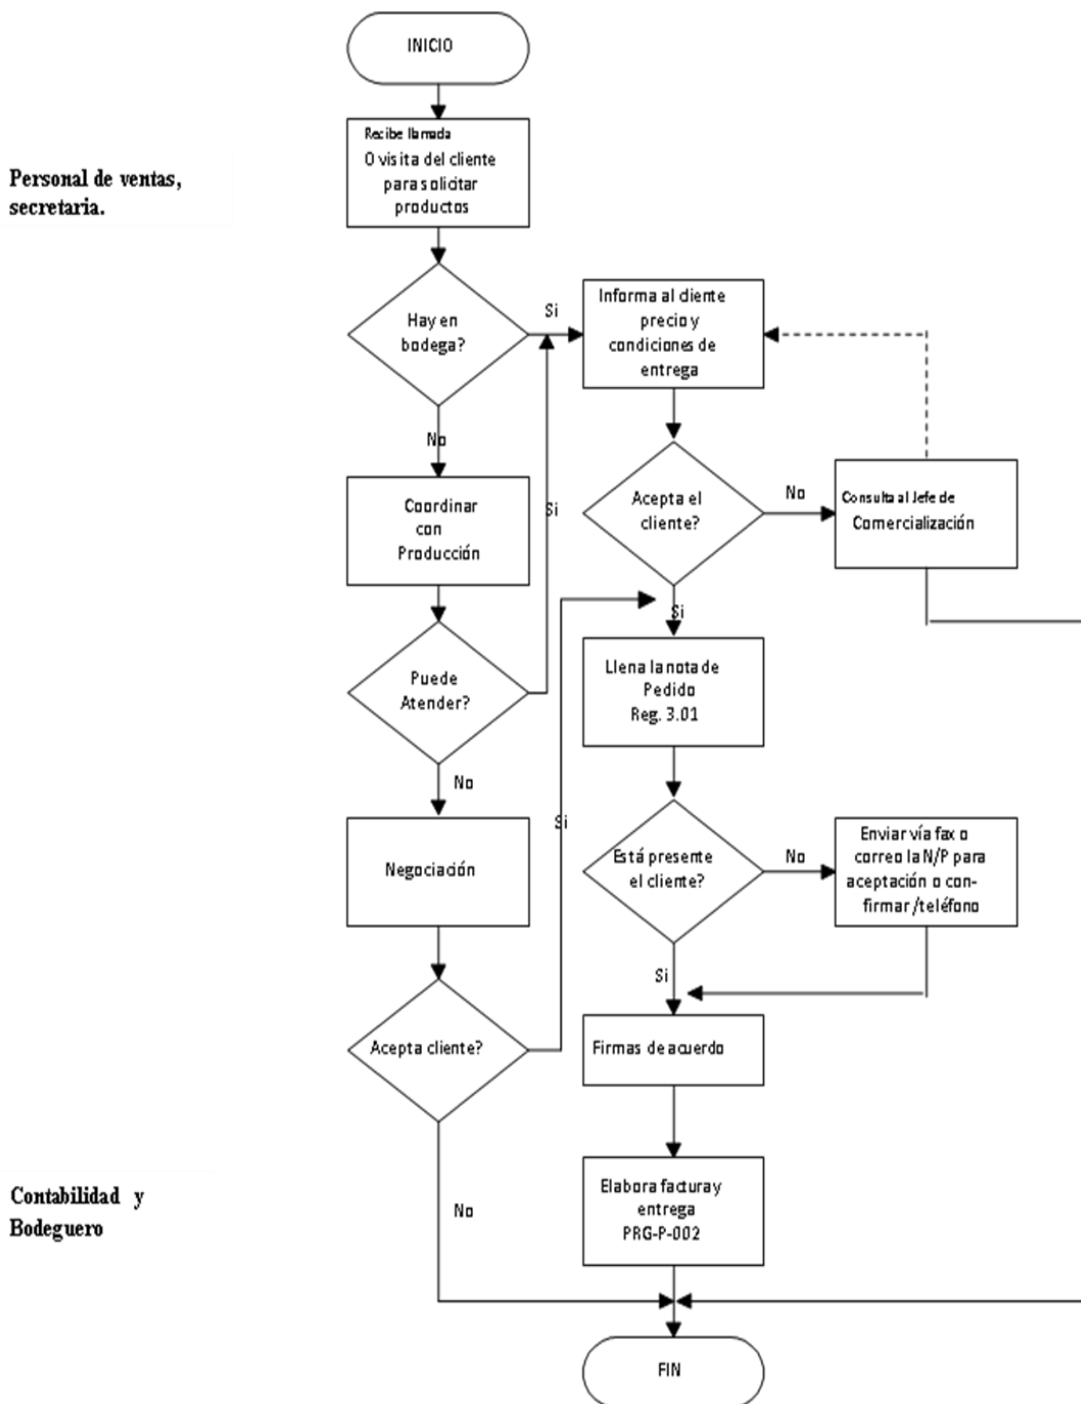 INICIO
Recibe llamada
O visita del cliente
para solicitar
productos
Personal de ventas,
secretaria.
Hay en
bodega?
Si
Informa al cliente
precio y
condiciones de
entrega
No
Coordinar
con
Producción
Si
Acepta el
cliente?
No
Consulta al Jefe de
Comercialización
Si
Puede
Atender?
Llena la nota de
Pedido
Reg. 3.01
No
Negociación
Si
Está presente
el cliente?
No
Enviar vía fax o
correo la N/P para
aceptación o con-
firmar /teléfono
Si
Acepta cliente?
Firmas de acuerdo
No
Elabora factura y
entrega
PRG-P-002
Contabilidad y
Bodeguero
FIN